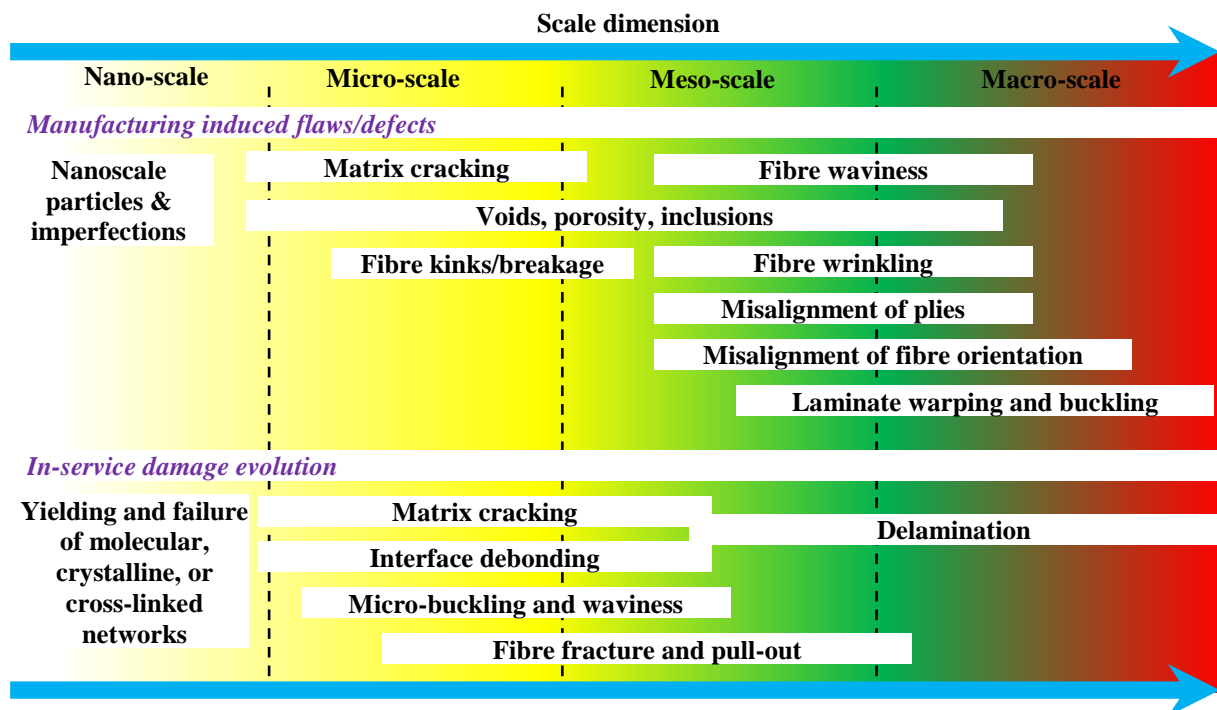 Scale dimension
Nano-scale
Micro-scale
Meso-scale
Macro-scale
Manufacturing induced flaws/defects
Nanoscale
particles &
imperfections
Matrix cracking
Fibre waviness
Voids, porosity, inclusions
Fibre kinks/breakage
Fibre wrinkling
Misalignment of plies
Misalignment of fibre orientation
Laminate warping and buckling
In-service damage evolution
Yielding and failure
of molecular,
crystalline, or
cross-linked
networks
Matrix cracking
Delamination
Interface debonding
Micro-buckling and waviness
Fibre fracture and pull-out